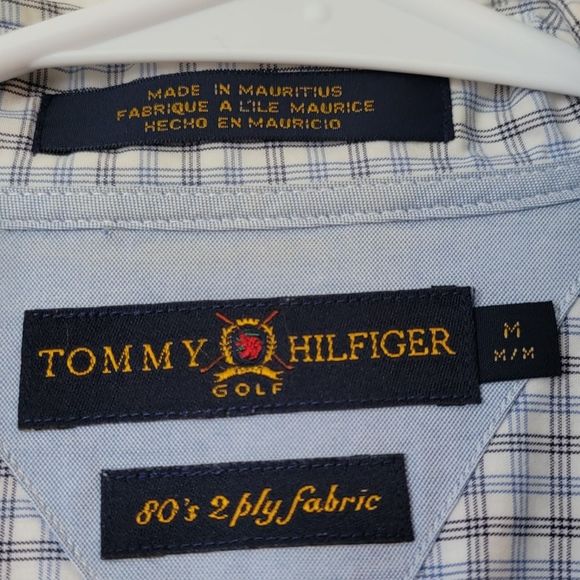 MADE IN MAURITIUS
FABRIQUE A L'ILE MAURICE
HECHO EN MAURICIO
TOMMY HILFIGER
GOLF
M
M/M
80's 2 ply fabric